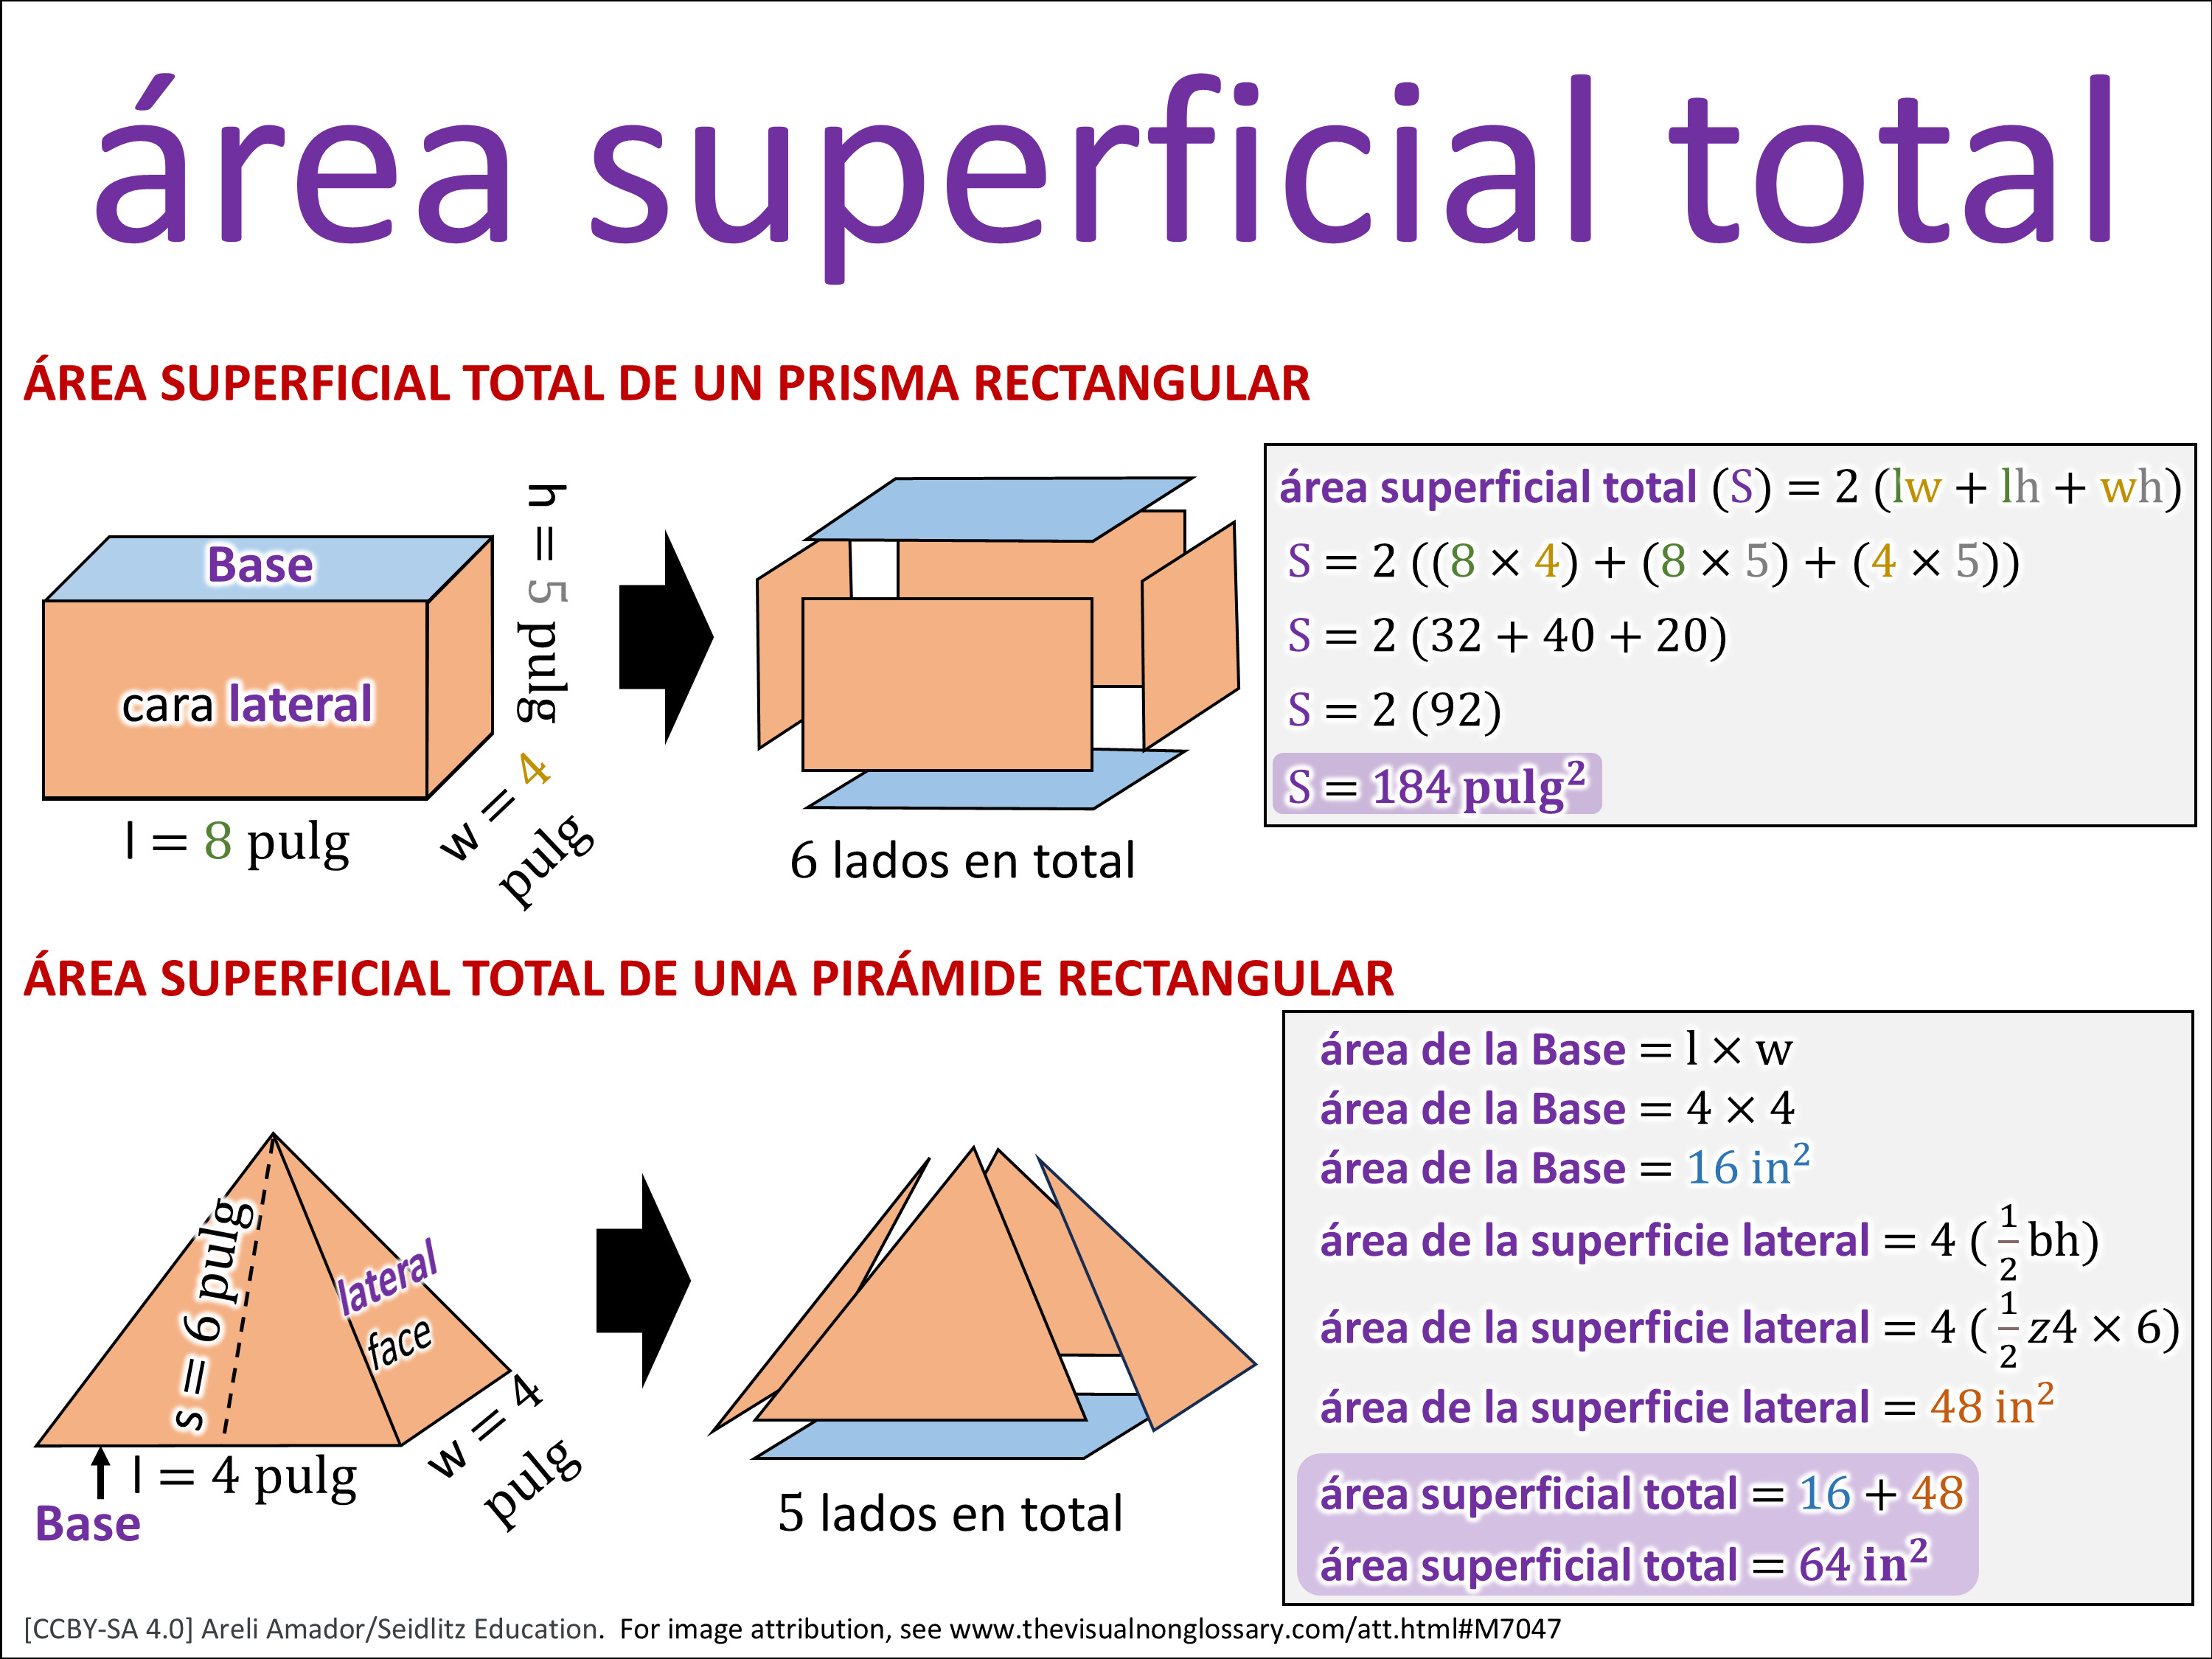 área superficial total
ÁREA SUPERFICIAL TOTAL DE UN PRISMA RECTANGULAR
Base
cara lateral
h = 5 pulg
w = 4
pulg
l = 8 pulg
6 lados en total
área superficial total (S) = 2 (lw + lh + wh)
S = 2 ((8 × 4) + (8 × 5) + (4 × 5))
S = 2 (32 + 40 + 20)
S = 2 (92)
S = 184 pulg²
ÁREA SUPERFICIAL TOTAL DE UNA PIRÁMIDE RECTANGULAR
s = 6 pulg
lateral
face
w = 4
pulg
l = 4 pulg
Base
5 lados en total
área de la Base = l × w
área de la Base = 4 × 4
área de la Base = 16 in²
área de la superficie lateral = 4 (½bh)
área de la superficie lateral = 4 (½z4 × 6)
área de la superficie lateral = 48 in²
área superficial total = 16 + 48
área superficial total = 64 in²
[CCBY-SA 4.0] Areli Amador/Seidlitz Education. For image attribution, see www.thevisualnonglossary.com/att.html#M7047